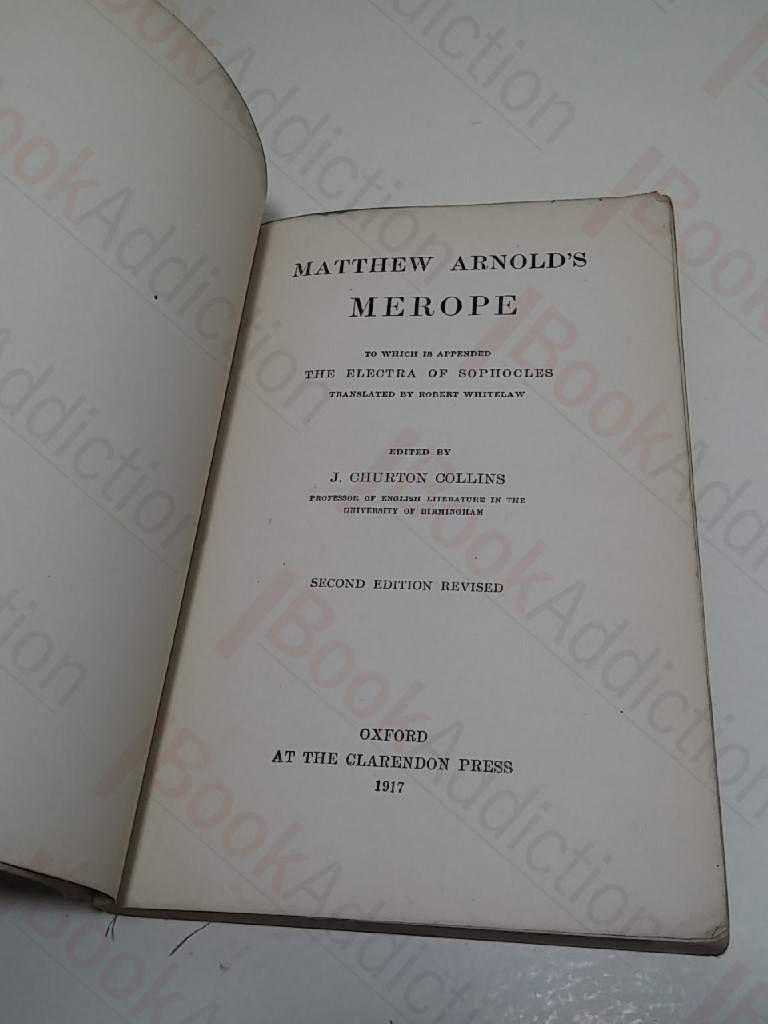 MATTHEW ARNOLD'S
MEROPE
TO WHICH IS APPENDED
THE ELECTRA OF SOPHOCLES
TRANSLATED BY ROBERT WHITELAW
EDITED BY
J. CHURTON COLLINS
PROFESSOR OF ENGLISH LITERATURE IN THE
UNIVERSITY OF BIRMINGHAM
SECOND EDITION REVISED
OXFORD
AT THE CLARENDON PRESS
1917
BookAddiction